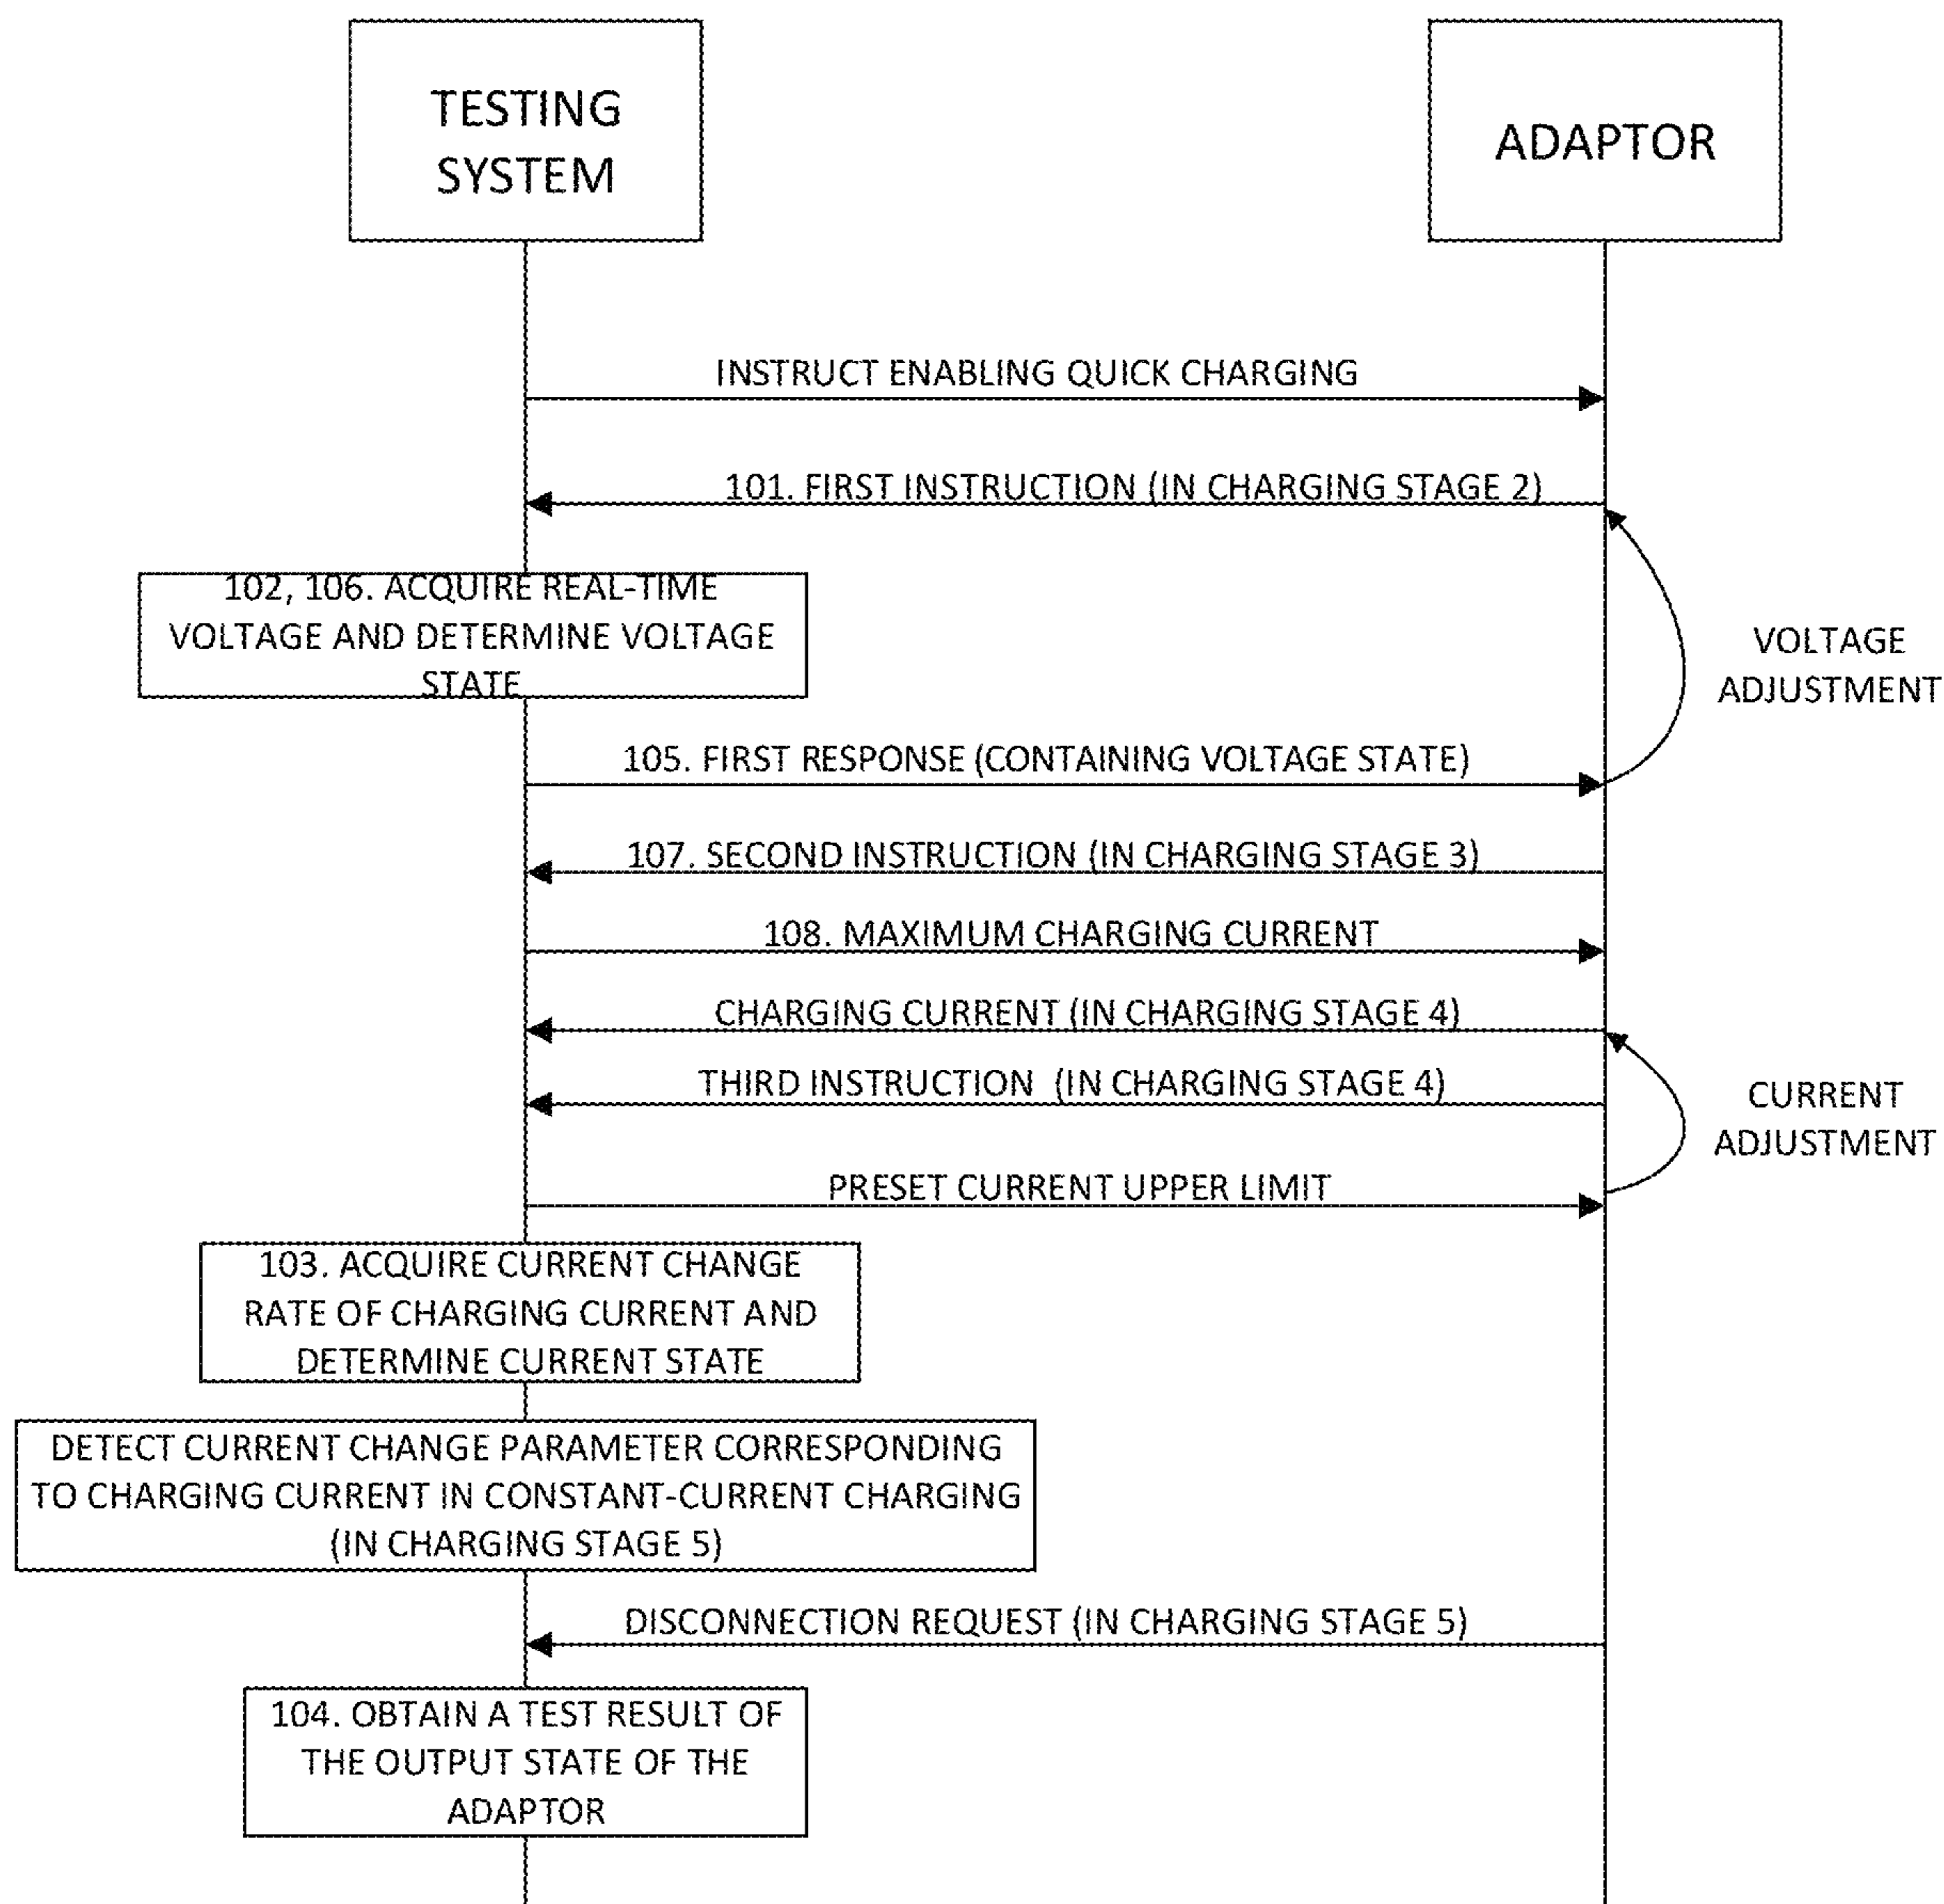 TESTING
SYSTEM
ADAPTOR
INSTRUCT ENABLING QUICK CHARGING
101. FIRST INSTRUCTION (IN CHARGING STAGE 2)
102, 106. ACQUIRE REAL-TIME
VOLTAGE AND DETERMINE VOLTAGE
STATE
VOLTAGE
ADJUSTMENT
105. FIRST RESPONSE (CONTAINING VOLTAGE STATE)
107. SECOND INSTRUCTION (IN CHARGING STAGE 3)
108. MAXIMUM CHARGING CURRENT
CHARGING CURRENT (IN CHARGING STAGE 4)
THIRD INSTRUCTION (IN CHARGING STAGE 4)
CURRENT
ADJUSTMENT
PRESET CURRENT UPPER LIMIT
103. ACQUIRE CURRENT CHANGE
RATE OF CHARGING CURRENT AND
DETERMINE CURRENT STATE
DETECT CURRENT CHANGE PARAMETER CORRESPONDING
TO CHARGING CURRENT IN CONSTANT-CURRENT CHARGING
(IN CHARGING STAGE 5)
DISCONNECTION REQUEST (IN CHARGING STAGE 5)
104. OBTAIN A TEST RESULT OF
THE OUTPUT STATE OF THE
ADAPTOR